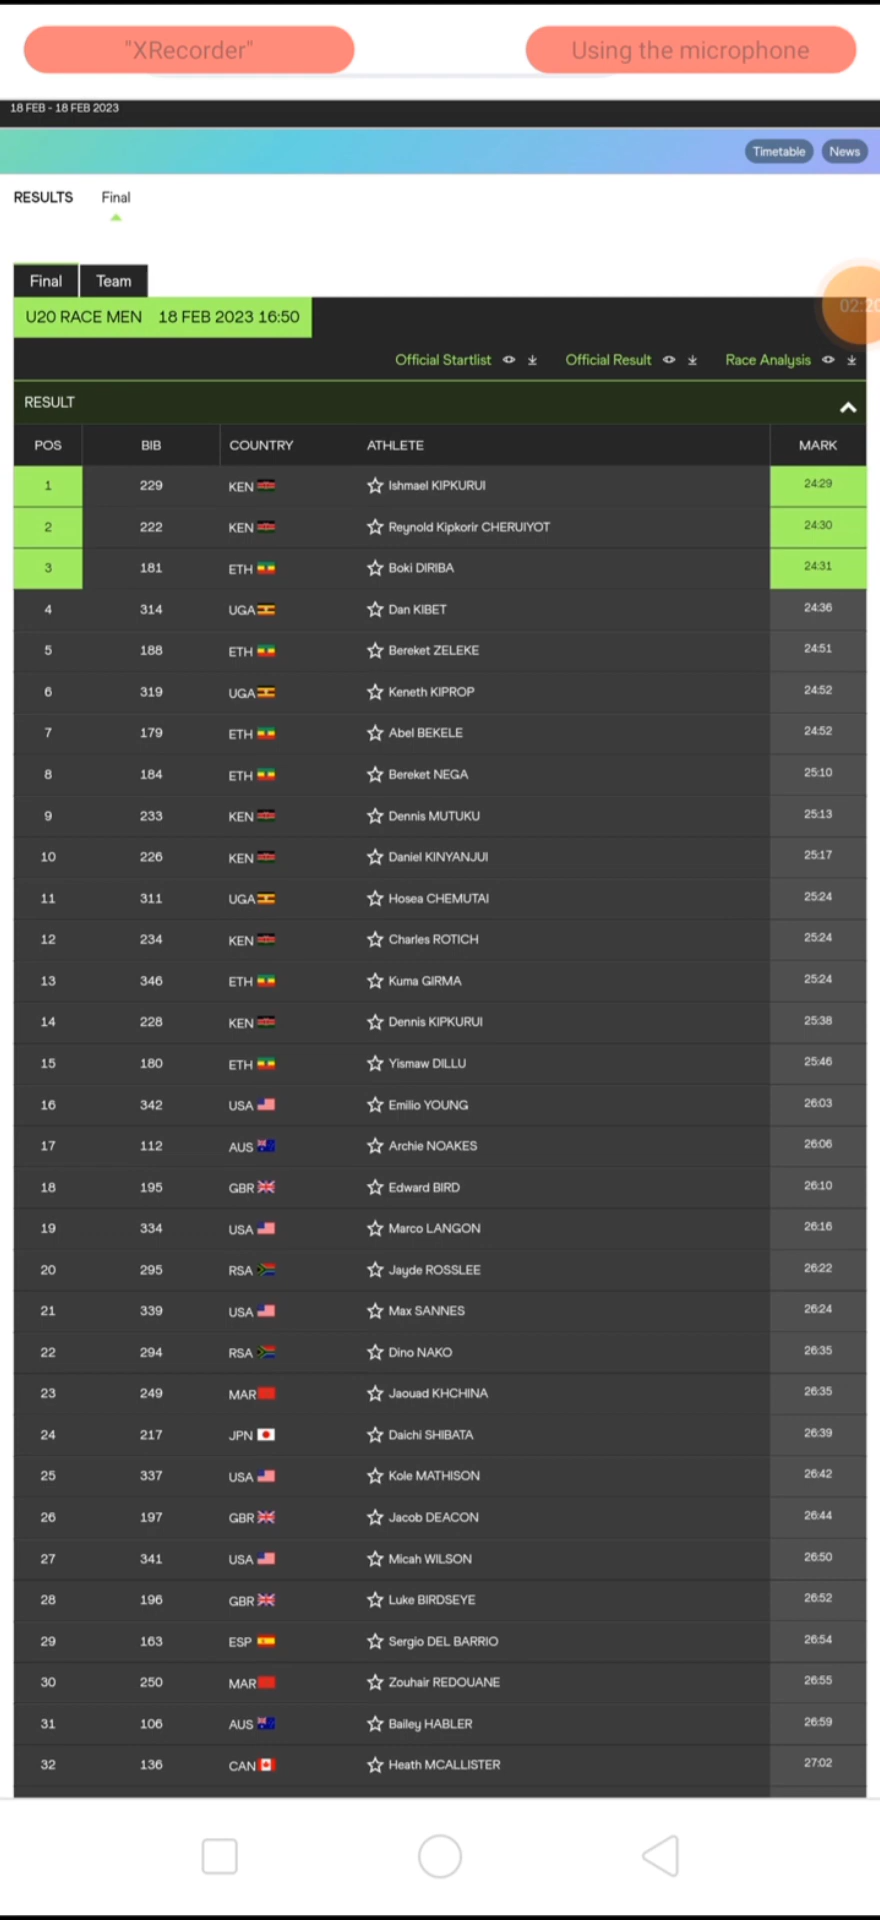 "XRecorder" Using the microphone
18 FEB - 18 FEB 2023
Timetable News
RESULTS Final
Final Team
02:20
U20 RACE MEN 18 FEB 2023 16:50
Official Startlist Official Result Race Analysis
RESULT
POS BIB COUNTRY ATHLETE MARK
1 229 KEN Ishmael KIPKURUI 24:29
2 222 KEN Reynold Kipkorir CHERUIYOT 24:30
3 181 ETH Boki DIRIBA 24:31
4 314 UGA Dan KIBET 24:36
5 188 ETH Bereket ZELEKE 24:51
6 319 UGA Keneth KIPROP 24:52
7 179 ETH Abel BEKELE 24:52
8 184 ETH Bereket NEGA 25:10
9 233 KEN Dennis MUTUKU 25:13
10 226 KEN Daniel KINYANJUI 25:17
11 311 UGA Hosea CHEMUTAI 25:24
12 234 KEN Charles ROTICH 25:24
13 346 ETH Kuma GIRMA 25:24
14 228 KEN Dennis KIPKURUI 25:38
15 180 ETH Yismaw DILLU 25:46
16 342 USA Emilio YOUNG 26:03
17 112 AUS Archie NOAKES 26:06
18 195 GBR Edward BIRD 26:10
19 334 USA Marco LANGON 26:16
20 295 RSA Jayde ROSSLEE 26:22
21 339 USA Max SANNES 26:24
22 294 RSA Dino NAKO 26:35
23 249 MAR Jaouad KHCHINA 26:35
24 217 JPN Daichi SHIBATA 26:39
25 337 USA Kole MATHISON 26:42
26 197 GBR Jacob DEACON 26:44
27 341 USA Micah WILSON 26:50
28 196 GBR Luke BIRDSEYE 26:52
29 163 ESP Sergio DEL BARRIO 26:54
30 250 MAR Zouhair REDOUANE 26:55
31 106 AUS Bailey HABLER 26:59
32 136 CAN Heath MCALLISTER 27:02